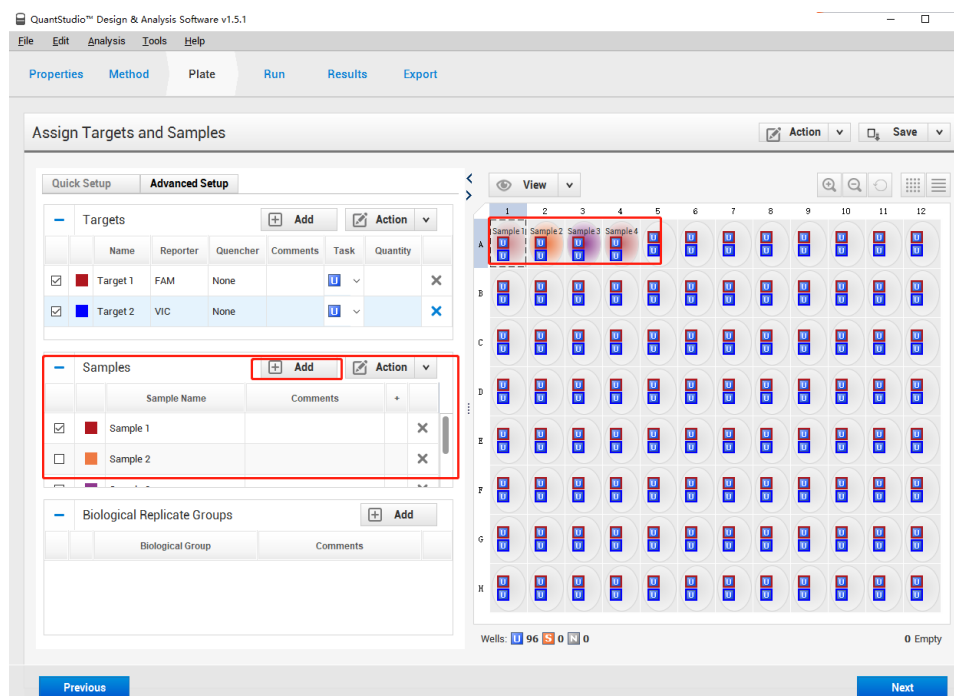 QuantStudio™ Design & Analysis Software v1.5.1
File Edit Analysis Tools Help
Properties Method Plate Run Results Export
Assign Targets and Samples
Action
Save
Quick Setup Advanced Setup
View
Targets
Add
Action
Name Reporter Quencher Comments Task Quantity
Target 1 FAM None U
Target 2 VIC None U
Samples
Add
Action
Sample Name Comments +
Sample 1
Sample 2
Biological Replicate Groups
Add
Biological Group Comments
1 2 3 4 5 6 7 8 9 10 11 12
Sample 1 Sample 2 Sample 3 Sample 4
A U U U U U U U U U U U U
U U U U U U U U U U U U
B U U U U U U U U U U U U
U U U U U U U U U U U U
C U U U U U U U U U U U U
U U U U U U U U U U U U
D U U U U U U U U U U U U
U U U U U U U U U U U U
E U U U U U U U U U U U U
U U U U U U U U U U U U
F U U U U U U U U U U U U
U U U U U U U U U U U U
G U U U U U U U U U U U U
U U U U U U U U U U U U
H U U U U U U U U U U U U
U U U U U U U U U U U U
Wells: U 96 S 0 N 0
0 Empty
Previous
Next